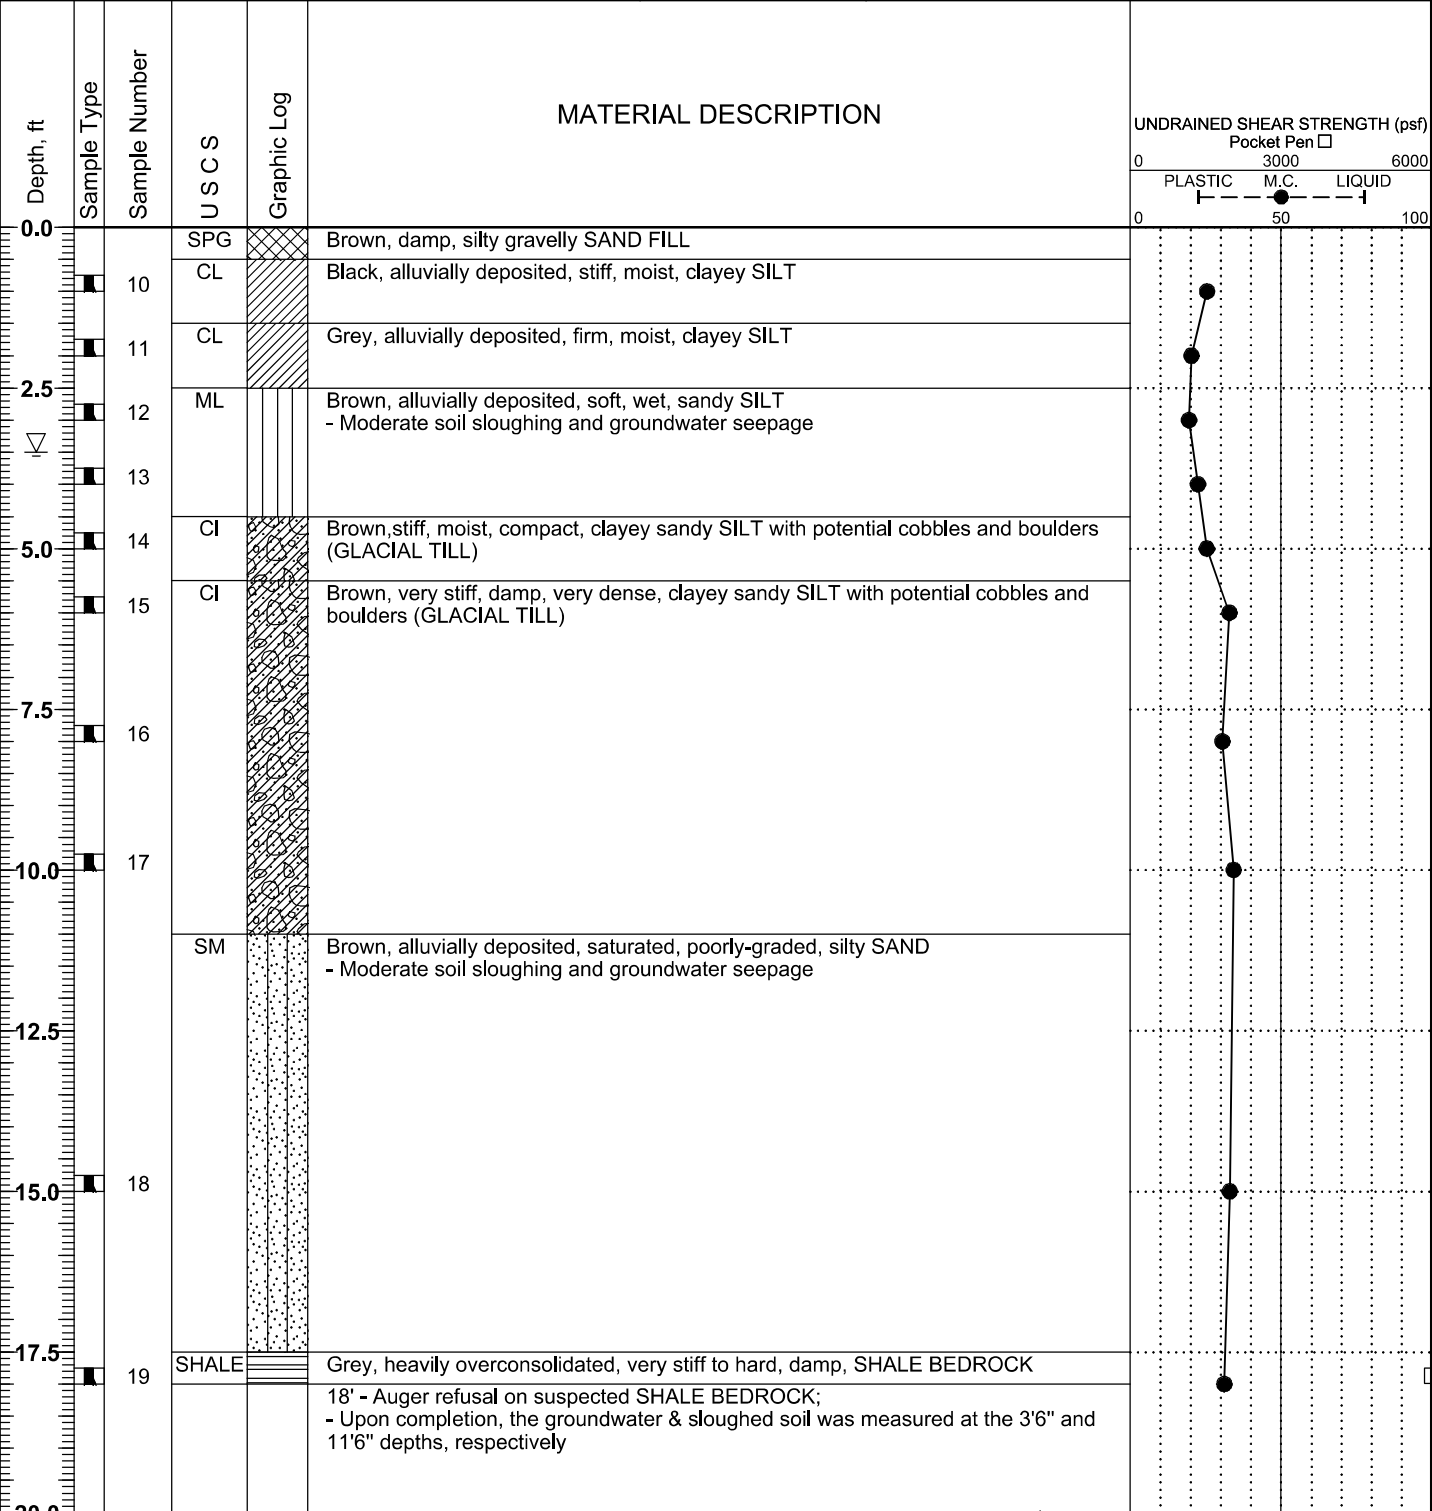 Depth, ft
Sample Type
Sample Number
U S C S
Graphic Log
MATERIAL DESCRIPTION
UNDRAINED SHEAR STRENGTH (psf)
Pocket Pen
0 3000 6000
PLASTIC M.C. LIQUID
0 50 100
0.0
SPG Brown, damp, silty gravelly SAND FILL
CL Black, alluvially deposited, stiff, moist, clayey SILT
10
CL Grey, alluvially deposited, firm, moist, clayey SILT
11
2.5
ML Brown, alluvially deposited, soft, wet, sandy SILT
12
- Moderate soil sloughing and groundwater seepage
13
CI Brown,stiff, moist, compact, clayey sandy SILT with potential cobbles and boulders
14
(GLACIAL TILL)
5.0
CI Brown, very stiff, damp, very dense, clayey sandy SILT with potential cobbles and
15
boulders (GLACIAL TILL)
7.5
16
17
10.0
SM Brown, alluvially deposited, saturated, poorly-graded, silty SAND
- Moderate soil sloughing and groundwater seepage
12.5
18
15.0
17.5
SHALE Grey, heavily overconsolidated, very stiff to hard, damp, SHALE BEDROCK
19
18' - Auger refusal on suspected SHALE BEDROCK;
- Upon completion, the groundwater & sloughed soil was measured at the 3'6" and
11'6" depths, respectively
20.0